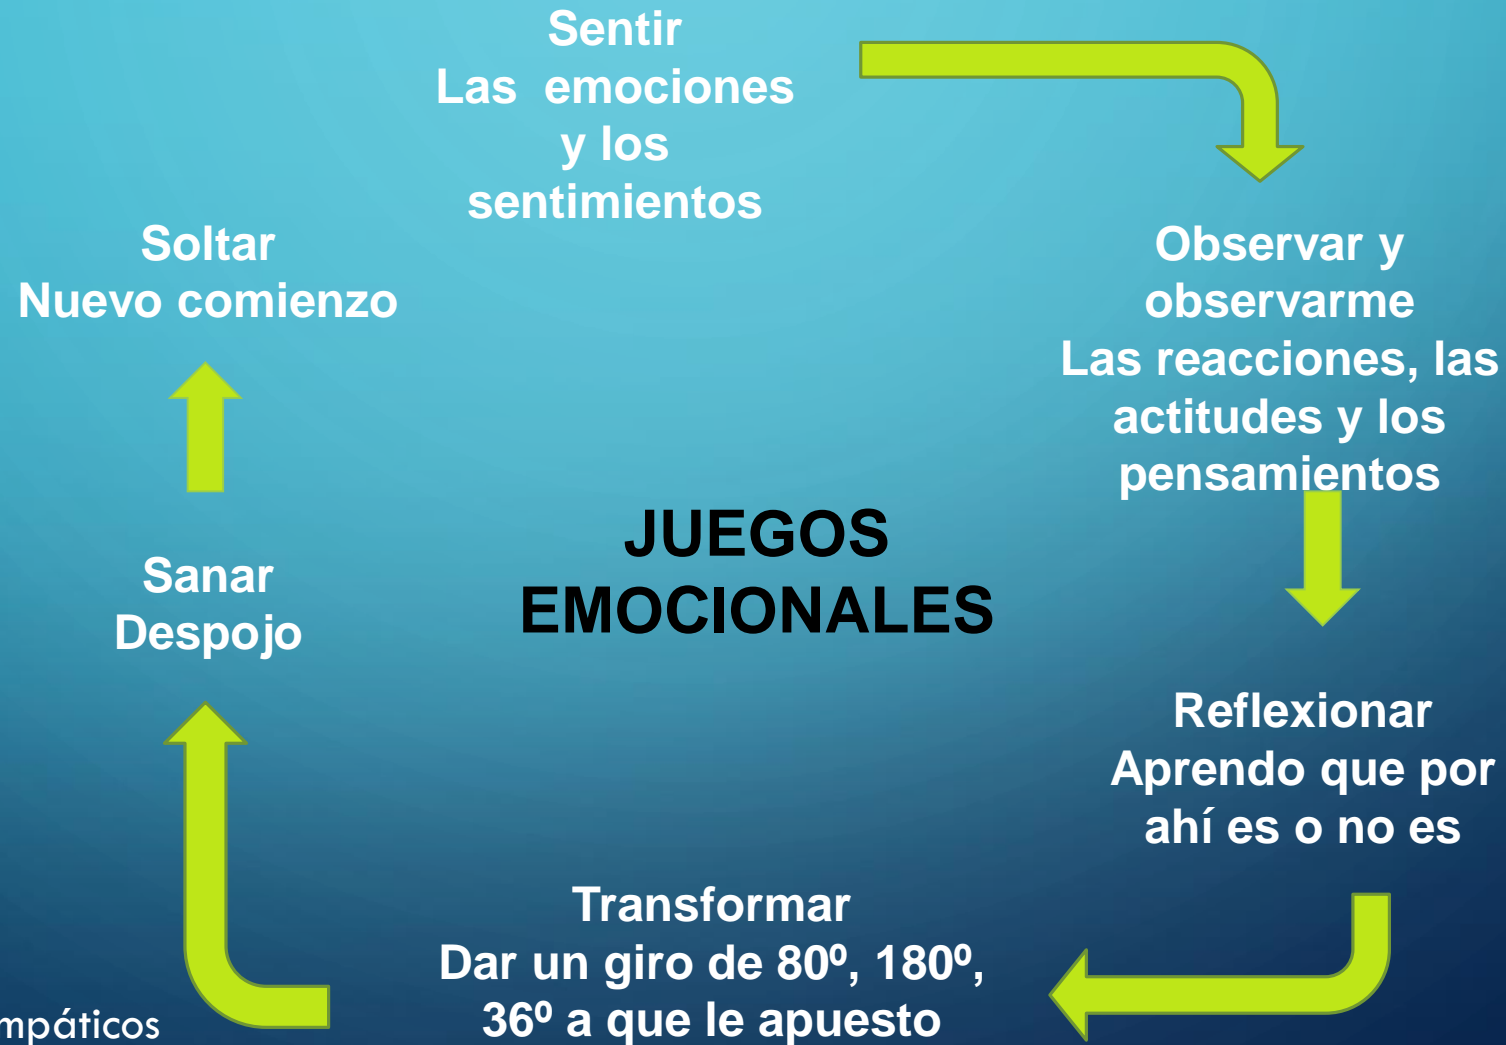 Sentir
Las emociones
y los
sentimientos
Observar y
observarme
Las reacciones, las
actitudes y los
pensamientos
Reflexionar
Aprendo que por
ahí es o no es
Transformar
Dar un giro de 80º, 180º,
36º a que le apuesto
Sanar
Despojo
Soltar
Nuevo comienzo
JUEGOS
EMOCIONALES